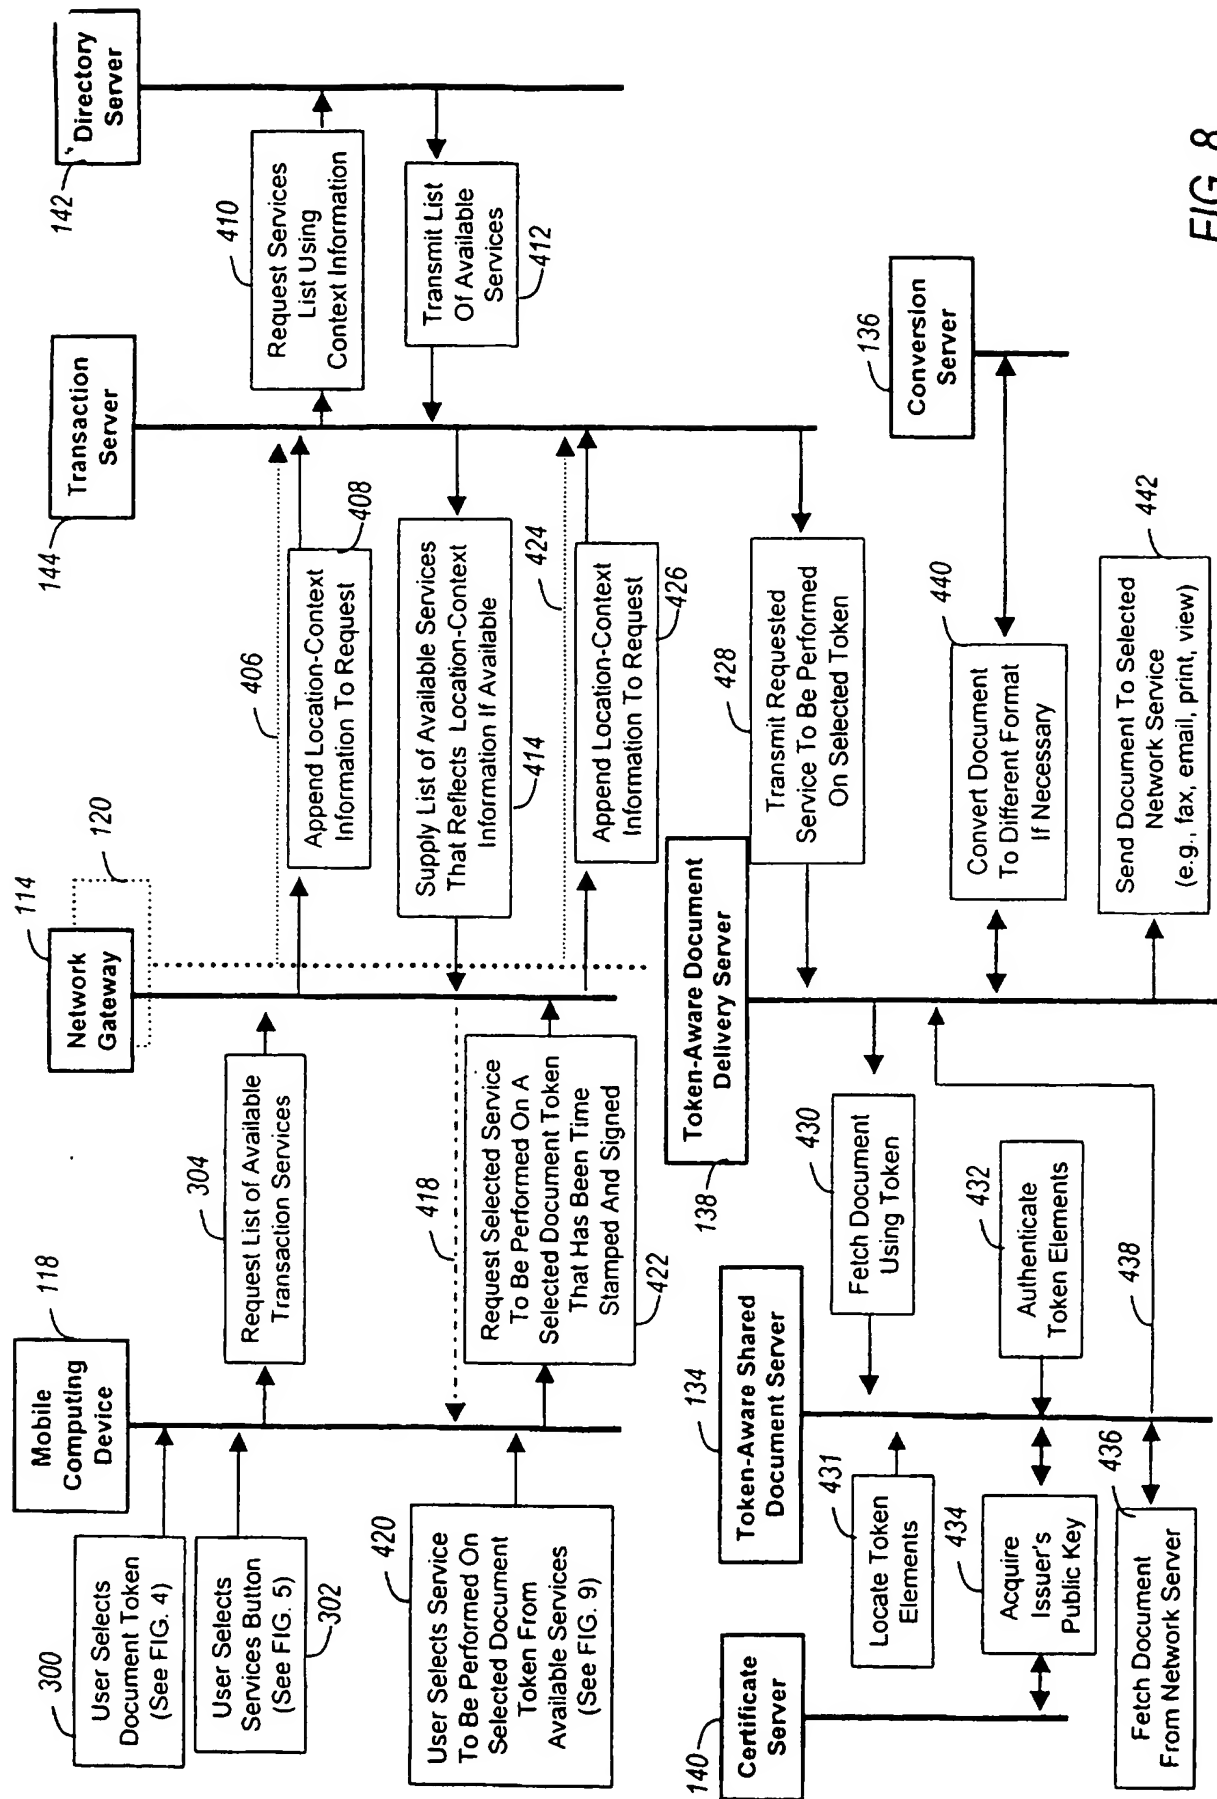 118
Mobile
Computing
Device
114
Network
Gateway
120
144
Transaction
Server
142
Directory
Server
300
User Selects
Document Token
(See FIG. 4)
User Selects
Services Button
(See FIG. 5)
302
304
Request List of Available
Transaction Services
406
Append Location-Context
Information To Request
408
410
Request Services
List Using
Context Information
Transmit List
Of Available
Services
412
Supply List of Available Services
That Reflects Location-Context
Information If Available
414
418
420
User Selects Service
To Be Performed On
Selected Document
Token From
Available Services
(See FIG. 9)
Request Selected Service
To Be Performed On A
Selected Document Token
That Has Been Time
Stamped And Signed
422
424
Append Location-Context
Information To Request
426
428
Transmit Requested
Service To Be Performed
On Selected Token
140
Certificate
Server
134
Token-Aware Shared
Document Server
138
Token-Aware Document
Delivery Server
136
Conversion
Server
430
Fetch Document
Using Token
431
Locate Token
Elements
432
Authenticate
Token Elements
434
Acquire
Issuer's
Public Key
436
Fetch Document
From Network Server
438
440
Convert Document
To Different Format
If Necessary
442
Send Document To Selected
Network Service
(e.g., fax, email, print, view)
FIG. 8